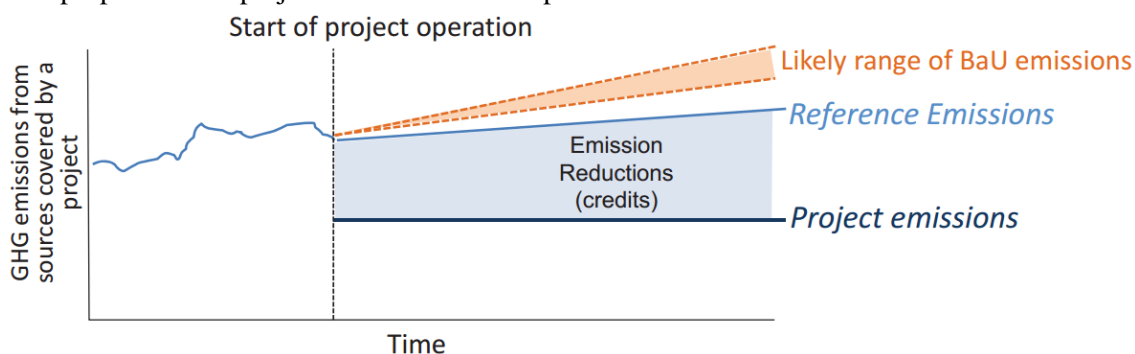 Start of project operation
GHG emissions from
sources covered by a
project
Likely range of BaU emissions
Reference Emissions
Emission
Reductions
(credits)
Project emissions
Time